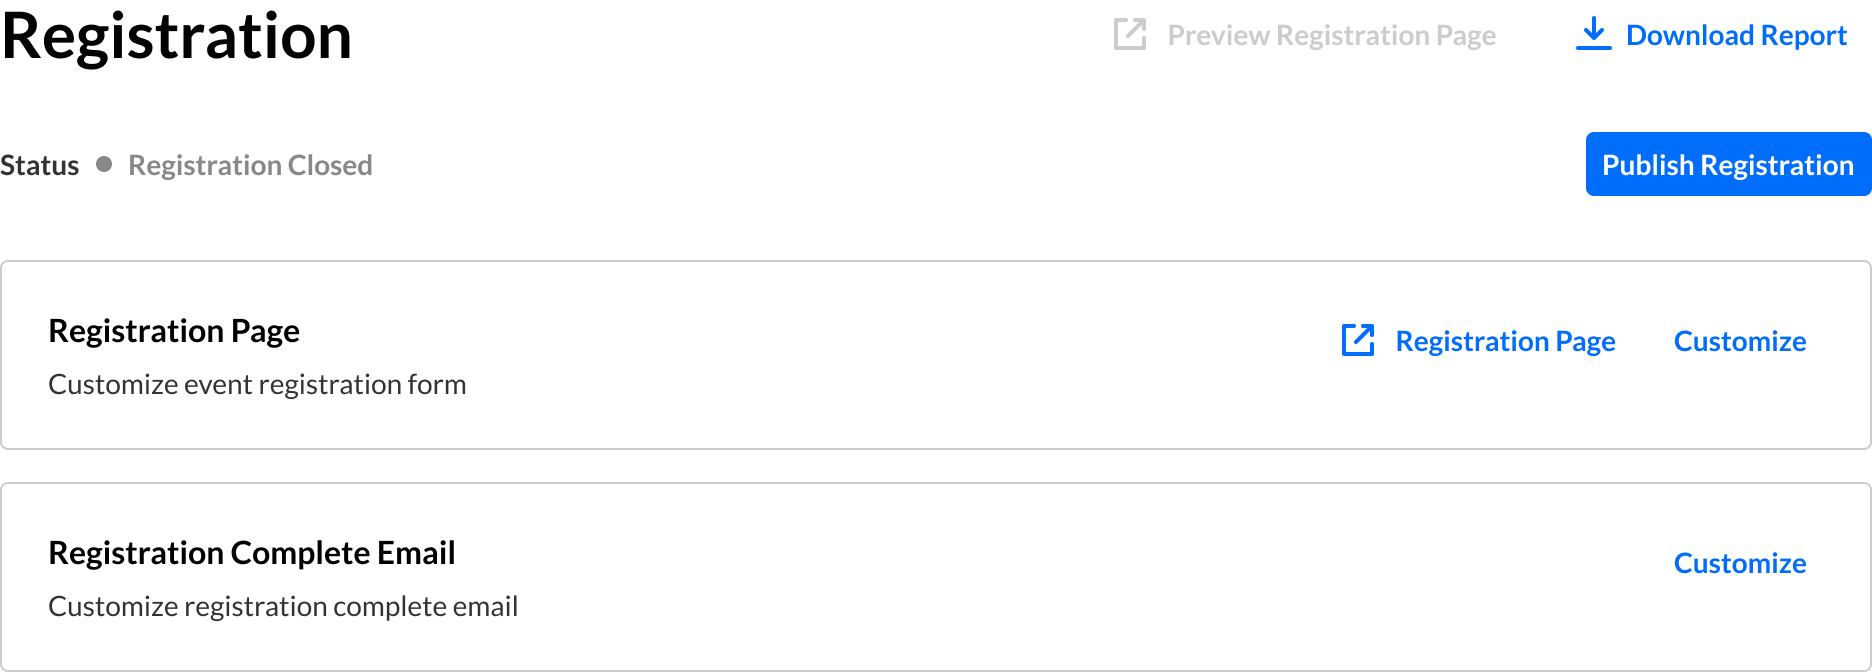 Registration
Preview Registration Page
Download Report
Status
Registration Closed
Publish Registration
Registration Page
Customize event registration form
Registration Page
Customize
Registration Complete Email
Customize registration complete email
Customize